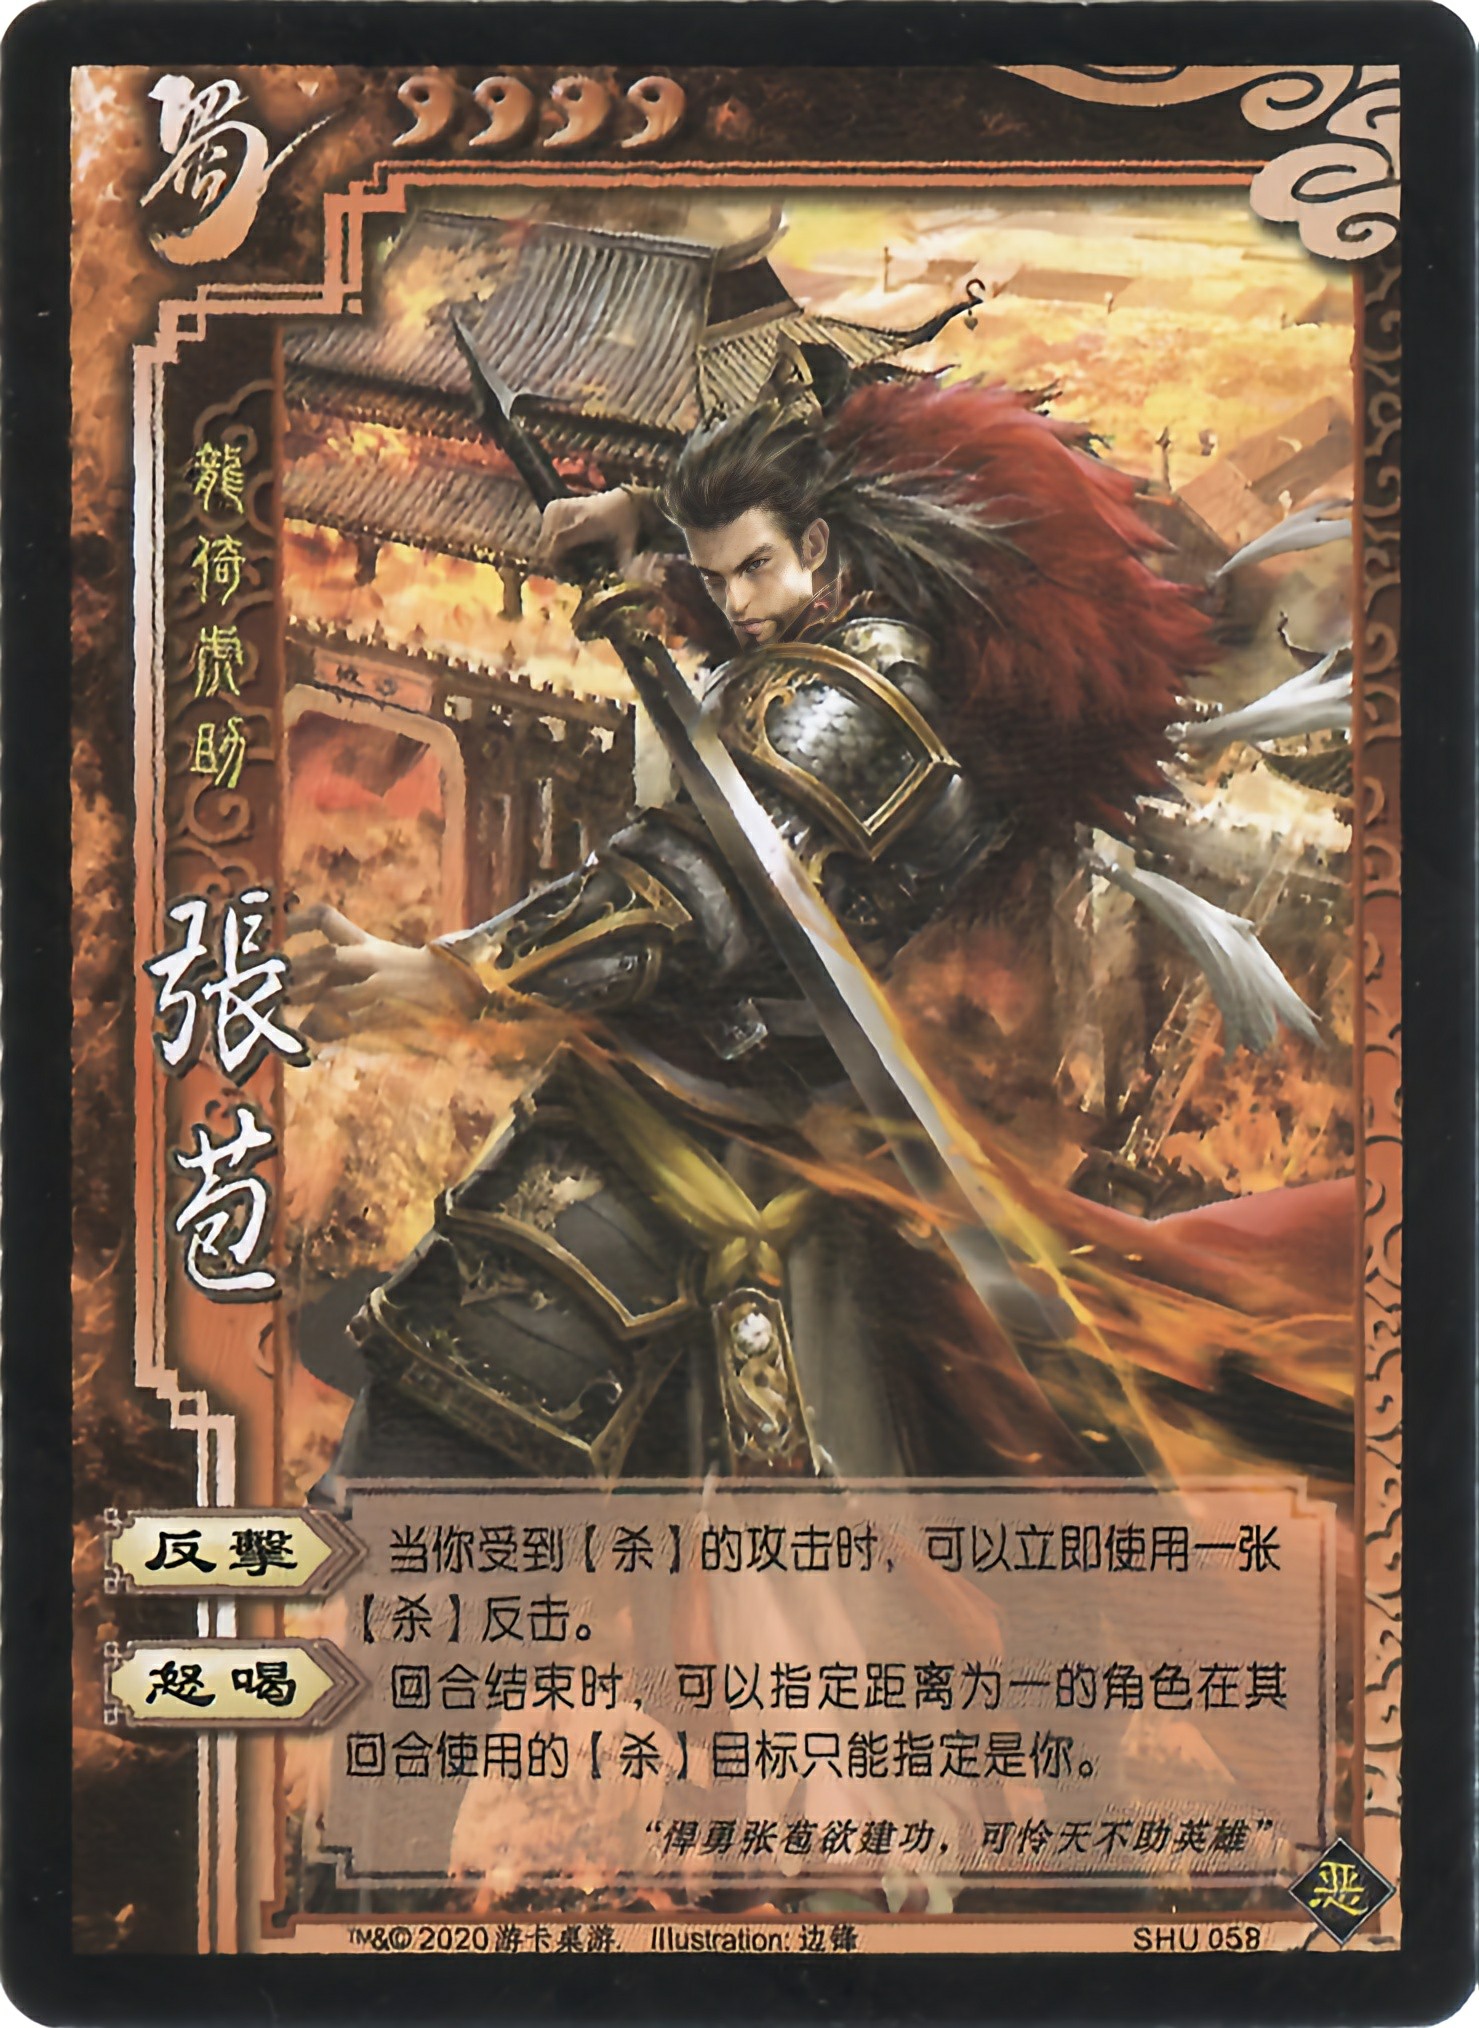 蜀
龍倚虎助
張苞
反擊
当你受到【杀】的攻击时，可以立即使用一张
【杀】反击。
怒喝
回合结束时，可以指定距离为一的角色在其
回合使用的【杀】目标只能指定是你。
“悍勇张苞欲建功，可怜天不助英雄”
恶
™&© 2020 游卡桌游. Illustration: 边锋
SHU 058